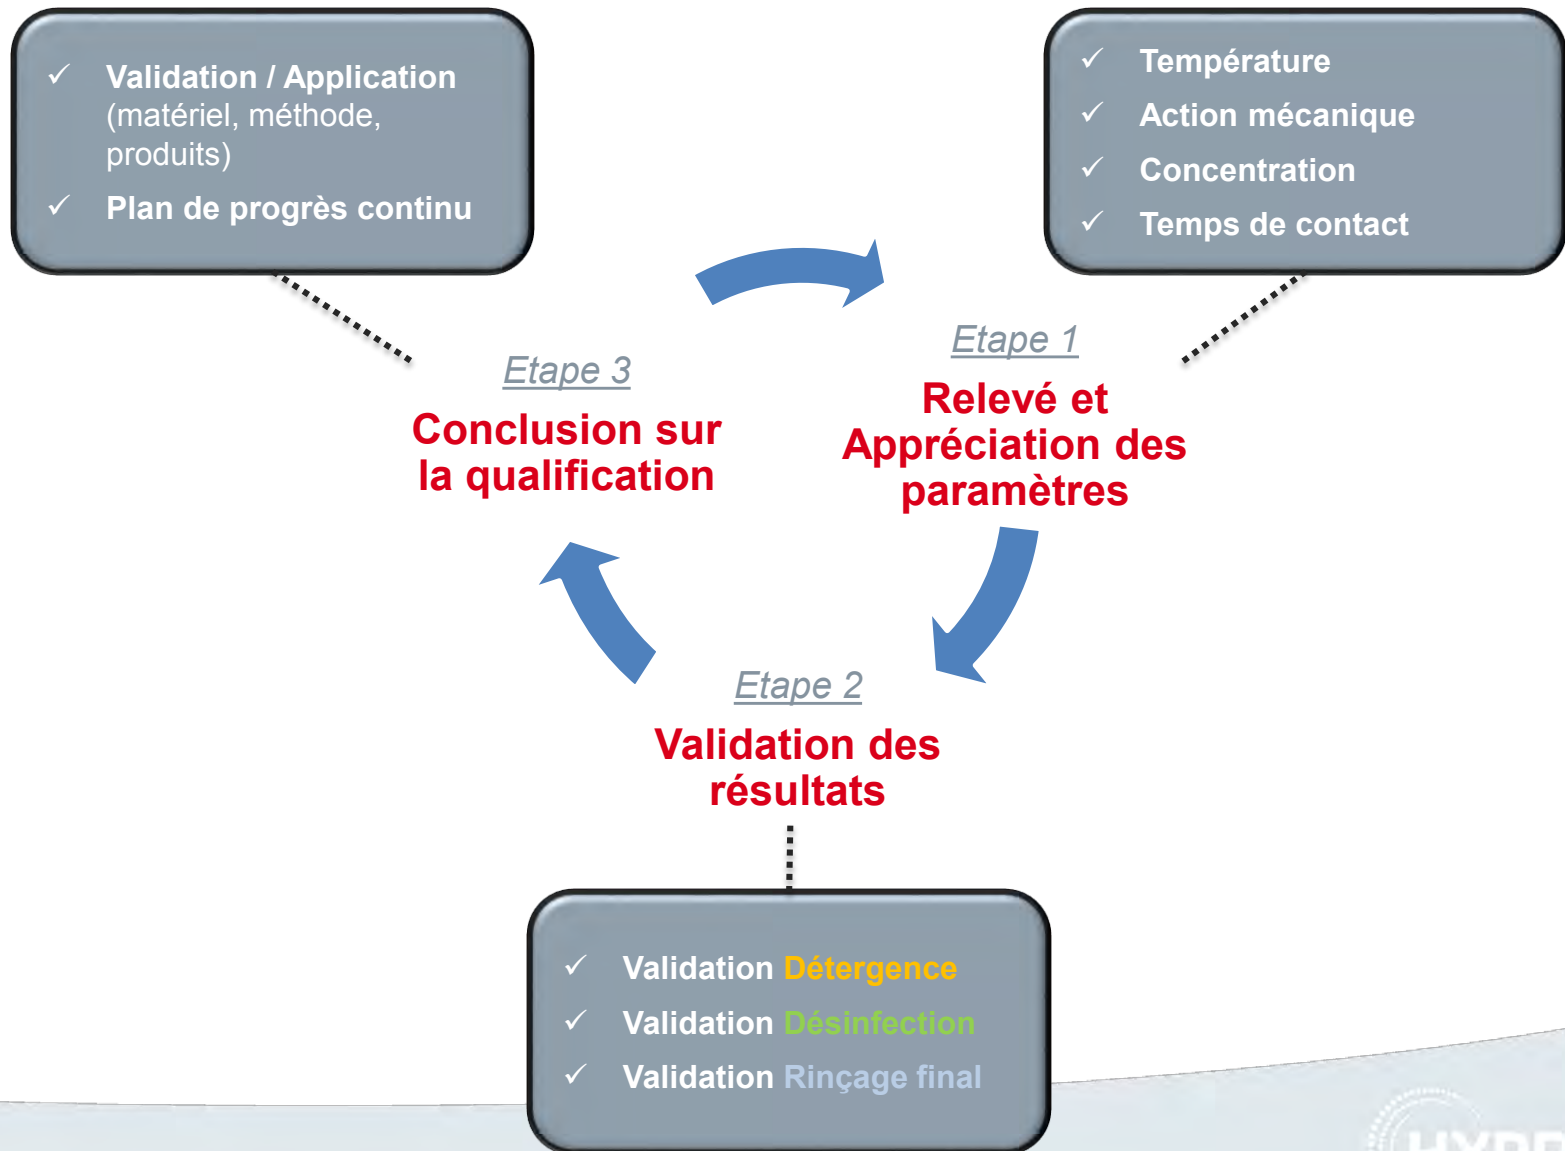 ✓ Validation / Application
(matériel, méthode,
produits)
✓ Plan de progrès continu
✓ Température
✓ Action mécanique
✓ Concentration
✓ Temps de contact
Etape 1
Relevé et
Appréciation des
paramètres
Etape 2
Validation des
résultats
✓ Validation Détergence
✓ Validation Désinfection
✓ Validation Rinçage final
Etape 3
Conclusion sur
la qualification